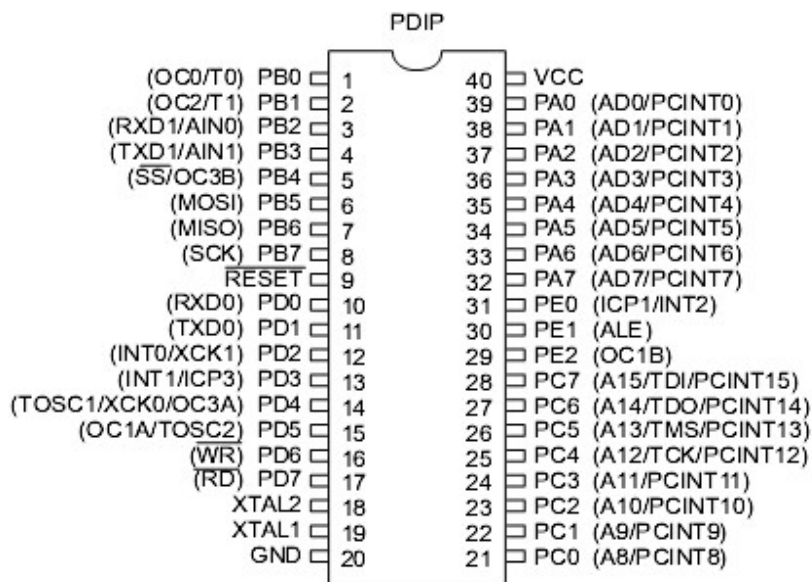 PDIP
(OC0/T0) PB0 1 40 VCC
(OC2/T1) PB1 2 39 PA0 (AD0/PCINT0)
(RXD1/AIN0) PB2 3 38 PA1 (AD1/PCINT1)
(TXD1/AIN1) PB3 4 37 PA2 (AD2/PCINT2)
(S̅S̅/OC3B) PB4 5 36 PA3 (AD3/PCINT3)
(MOSI) PB5 6 35 PA4 (AD4/PCINT4)
(MISO) PB6 7 34 PA5 (AD5/PCINT5)
(SCK) PB7 8 33 PA6 (AD6/PCINT6)
R̅E̅S̅E̅T̅ 9 32 PA7 (AD7/PCINT7)
(RXD0) PD0 10 31 PE0 (ICP1/INT2)
(TXD0) PD1 11 30 PE1 (ALE)
(INT0/XCK1) PD2 12 29 PE2 (OC1B)
(INT1/ICP3) PD3 13 28 PC7 (A15/TDI/PCINT15)
(TOSC1/XCK0/OC3A) PD4 14 27 PC6 (A14/TDO/PCINT14)
(OC1A/TOSC2) PD5 15 26 PC5 (A13/TMS/PCINT13)
(W̅R̅) PD6 16 25 PC4 (A12/TCK/PCINT12)
(R̅D̅) PD7 17 24 PC3 (A11/PCINT11)
XTAL2 18 23 PC2 (A10/PCINT10)
XTAL1 19 22 PC1 (A9/PCINT9)
GND 20 21 PC0 (A8/PCINT8)